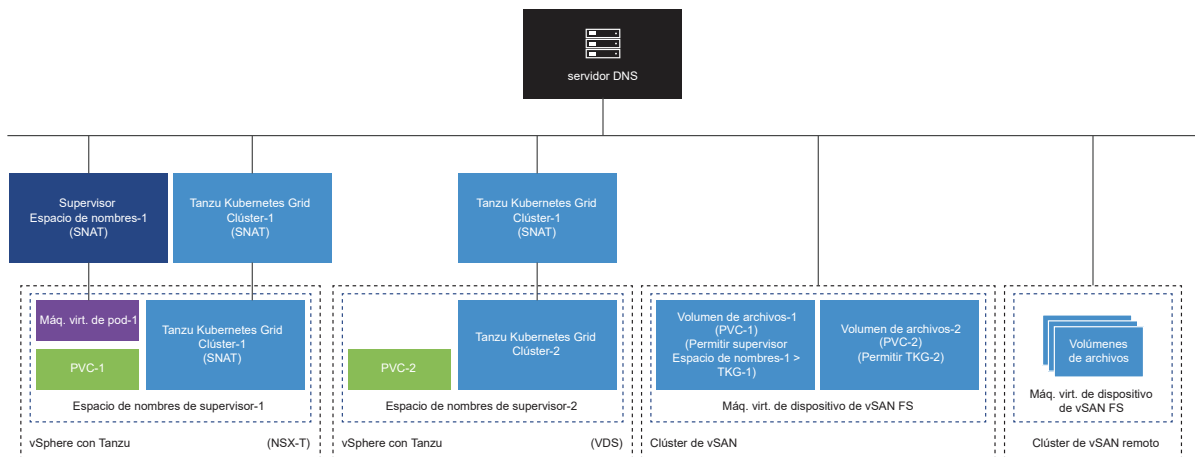 servidor DNS
Supervisor
Espacio de nombres-1
(SNAT)
Tanzu Kubernetes Grid
Clúster-1
(SNAT)
Tanzu Kubernetes Grid
Clúster-1
(SNAT)
Máq. virt. de pod-1
PVC-1
Tanzu Kubernetes Grid
Clúster-1
(SNAT)
Espacio de nombres de supervisor-1
vSphere con Tanzu
(NSX-T)
PVC-2
Tanzu Kubernetes Grid
Clúster-2
Espacio de nombres de supervisor-2
vSphere con Tanzu
(VDS)
Volumen de archivos-1
(PVC-1)
(Permitir supervisor
Espacio de nombres-1 >
TKG-1)
Volumen de archivos-2
(PVC-2)
(Permitir TKG-2)
Máq. virt. de dispositivo de vSAN FS
Clúster de vSAN
Volúmenes
de archivos
Máq. virt. de dispositivo
de vSAN FS
Clúster de vSAN remoto